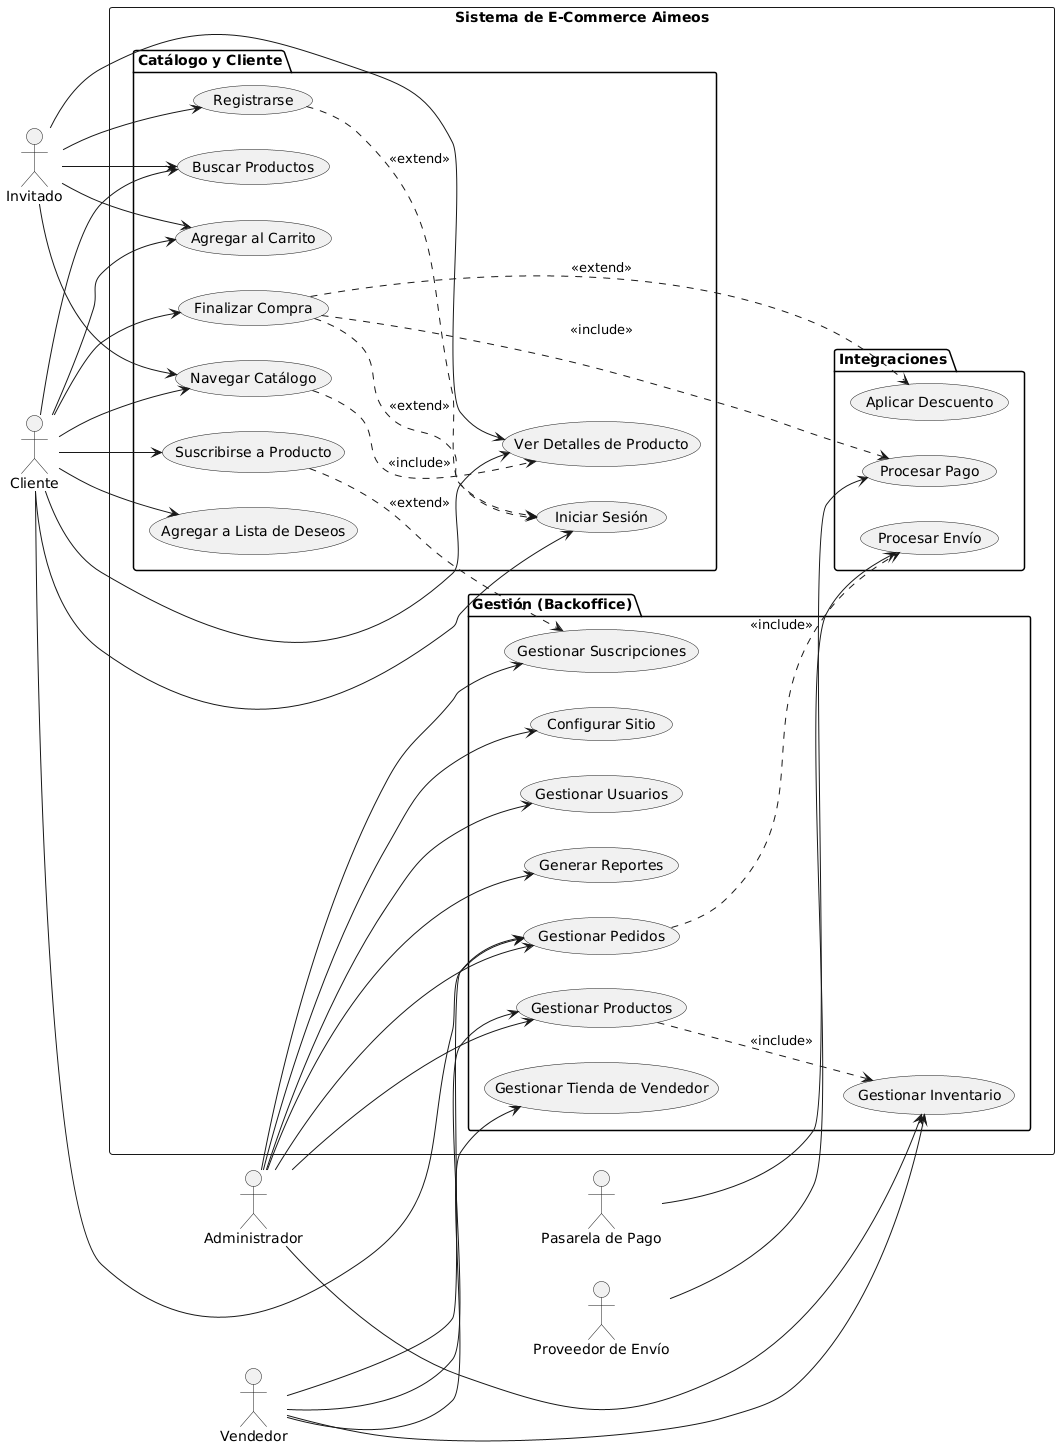 Sistema de E-Commerce Aimeos
Catálogo y Cliente
Registrarse
«extend»
Buscar Productos
Invitado
Agregar al Carrito
«extend»
Finalizar Compra
«include»
Integraciones
Navegar Catálogo
Aplicar Descuento
«extend»
Ver Detalles de Producto
Suscribirse a Producto
«include»
Procesar Pago
Cliente
«extend»
Iniciar Sesión
Agregar a Lista de Deseos
Procesar Envío
Gestión (Backoffice)
«include»
Gestionar Suscripciones
Configurar Sitio
Gestionar Usuarios
Generar Reportes
Gestionar Pedidos
Gestionar Productos
«include»
Gestionar Tienda de Vendedor
Gestionar Inventario
Administrador
Pasarela de Pago
Proveedor de Envío
Vendedor